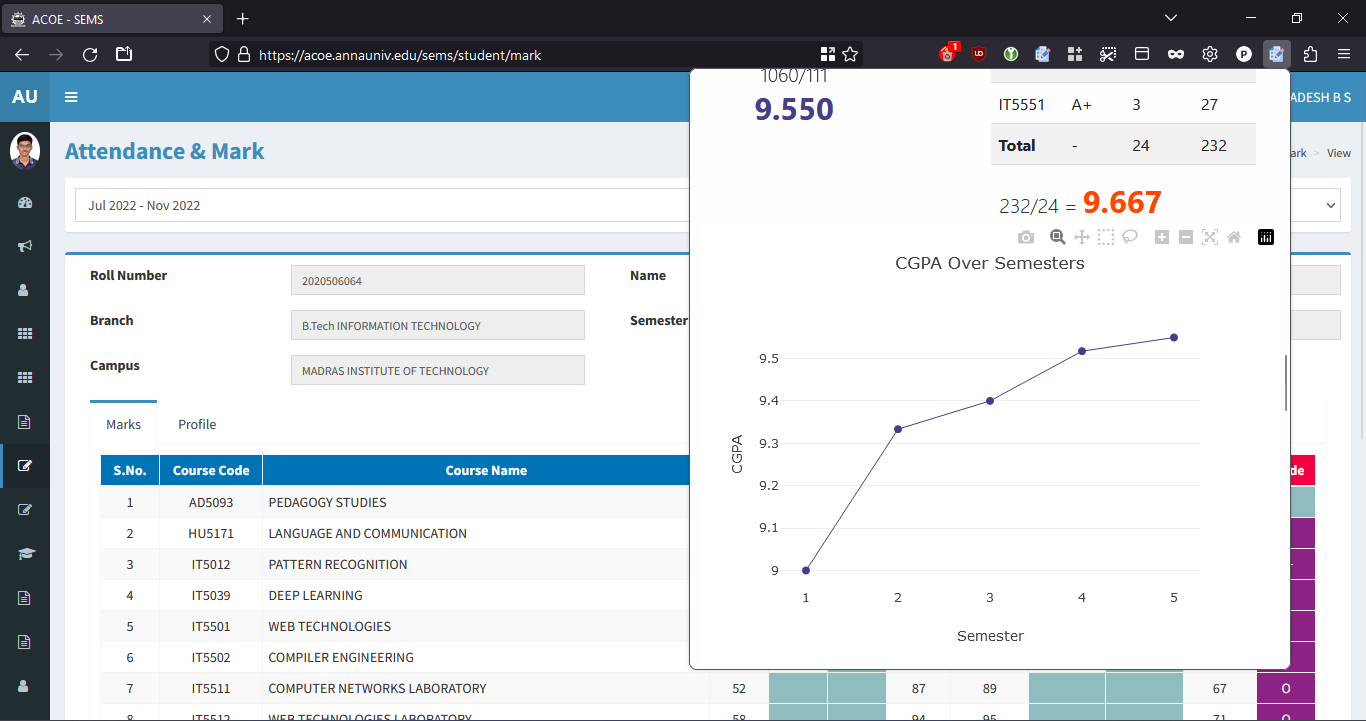 ACOE - SEMS
https://acoe.annauniv.edu/sems/student/mark
1
UD
P
AU
ADESH B S
Attendance & Mark
ark > View
Jul 2022 - Nov 2022
Roll Number 2020506064 Name
Branch B.Tech INFORMATION TECHNOLOGY Semester
Campus MADRAS INSTITUTE OF TECHNOLOGY
Marks Profile
S.No. Course Code Course Name de
1 AD5093 PEDAGOGY STUDIES
2 HU5171 LANGUAGE AND COMMUNICATION
3 IT5012 PATTERN RECOGNITION
4 IT5039 DEEP LEARNING
5 IT5501 WEB TECHNOLOGIES
6 IT5502 COMPILER ENGINEERING
7 IT5511 COMPUTER NETWORKS LABORATORY 52 87 89 67 O
8 IT5512 WEB TECHNOLOGIES LABORATORY 58 94 95 71 O
1060/111
9.550
IT5551 A+ 3 27
Total - 24 232
232/24 = 9.667
CGPA Over Semesters
9.5
9.4
9.3
9.2
9.1
9
CGPA
1 2 3 4 5
Semester